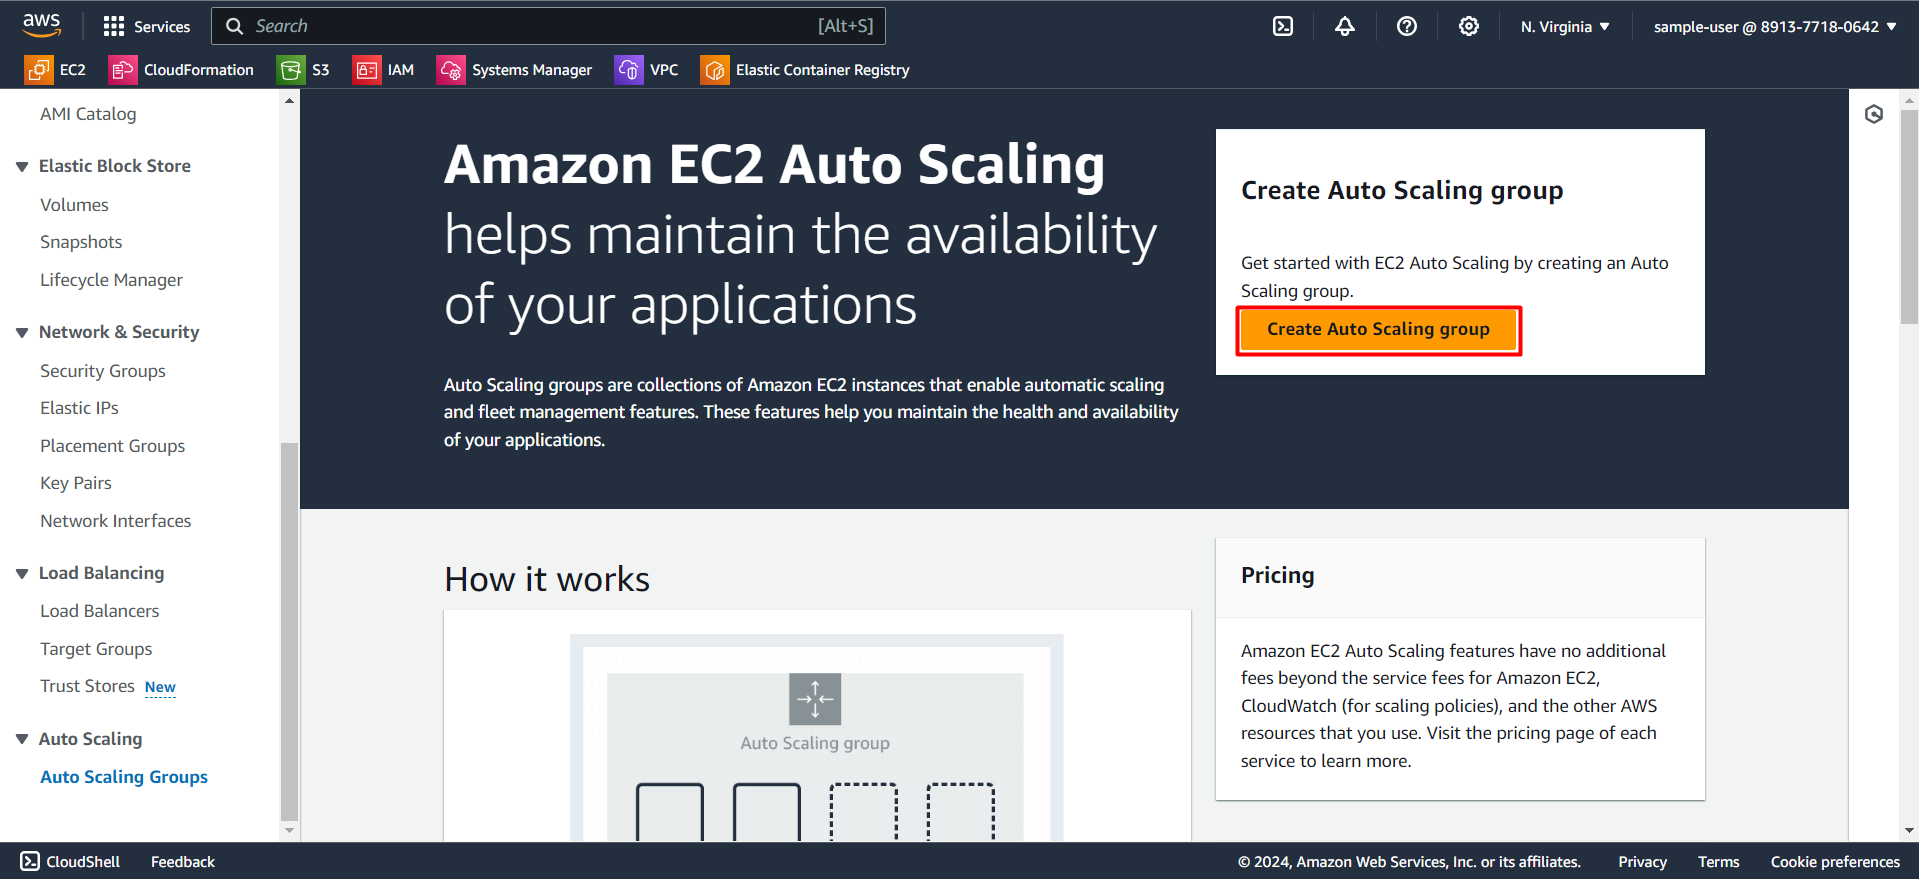 aws
Services
Search
[Alt+S]
N. Virginia
sample-user @ 8913-7718-0642
EC2
CloudFormation
S3
IAM
Systems Manager
VPC
Elastic Container Registry
AMI Catalog
Elastic Block Store
Volumes
Snapshots
Lifecycle Manager
Network & Security
Security Groups
Elastic IPs
Placement Groups
Key Pairs
Network Interfaces
Load Balancing
Load Balancers
Target Groups
Trust Stores New
Auto Scaling
Auto Scaling Groups
Amazon EC2 Auto Scaling
helps maintain the availability
of your applications
Auto Scaling groups are collections of Amazon EC2 instances that enable automatic scaling
and fleet management features. These features help you maintain the health and availability
of your applications.
Create Auto Scaling group
Get started with EC2 Auto Scaling by creating an Auto
Scaling group.
Create Auto Scaling group
How it works
Auto Scaling group
Pricing
Amazon EC2 Auto Scaling features have no additional
fees beyond the service fees for Amazon EC2,
CloudWatch (for scaling policies), and the other AWS
resources that you use. Visit the pricing page of each
service to learn more.
CloudShell
Feedback
© 2024, Amazon Web Services, Inc. or its affiliates.
Privacy
Terms
Cookie preferences